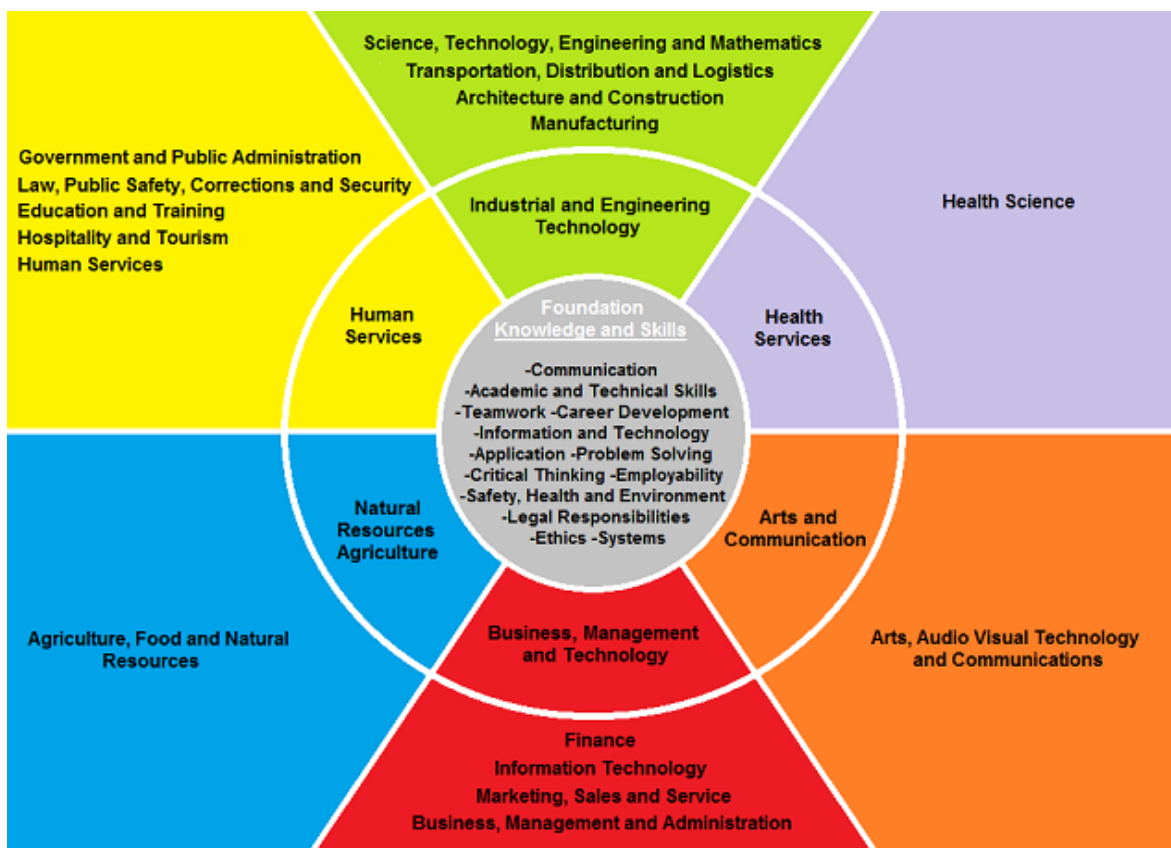 Science, Technology, Engineering and Mathematics
Transportation, Distribution and Logistics
Architecture and Construction
Manufacturing
Government and Public Administration
Law, Public Safety, Corrections and Security
Education and Training
Hospitality and Tourism
Human Services
Industrial and Engineering
Technology
Health Science
Human
Services
Health
Services
Foundation
Knowledge and Skills
-Communication
-Academic and Technical Skills
-Teamwork -Career Development
-Information and Technology
-Application -Problem Solving
-Critical Thinking -Employability
-Safety, Health and Environment
-Legal Responsibilities
-Ethics -Systems
Natural
Resources
Agriculture
Arts and
Communication
Business, Management
and Technology
Agriculture, Food and Natural
Resources
Arts, Audio Visual Technology
and Communications
Finance
Information Technology
Marketing, Sales and Service
Business, Management and Administration